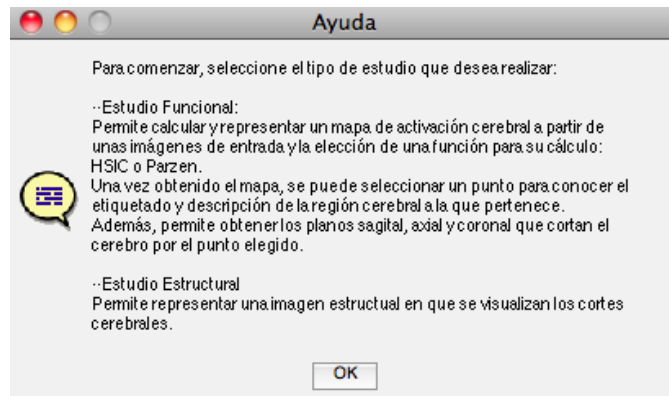 Ayuda
Para comenzar, seleccione el tipo de estudio que desea realizar:
··Estudio Funcional:
Permite calcular y representar un mapa de activación cerebral a partir de
unas imágenes de entrada y la elección de una función para su cálculo:
HSIC o Parzen.
Una vez obtenido el mapa, se puede seleccionar un punto para conocer el
etiquetado y descripción de la región cerebral a la que pertenece.
Además, permite obtener los planos sagital, axial y coronal que cortan el
cerebro por el punto elegido.
··Estudio Estructural
Permite representar una imagen estructual en que se visualizan los cortes
cerebrales.
OK